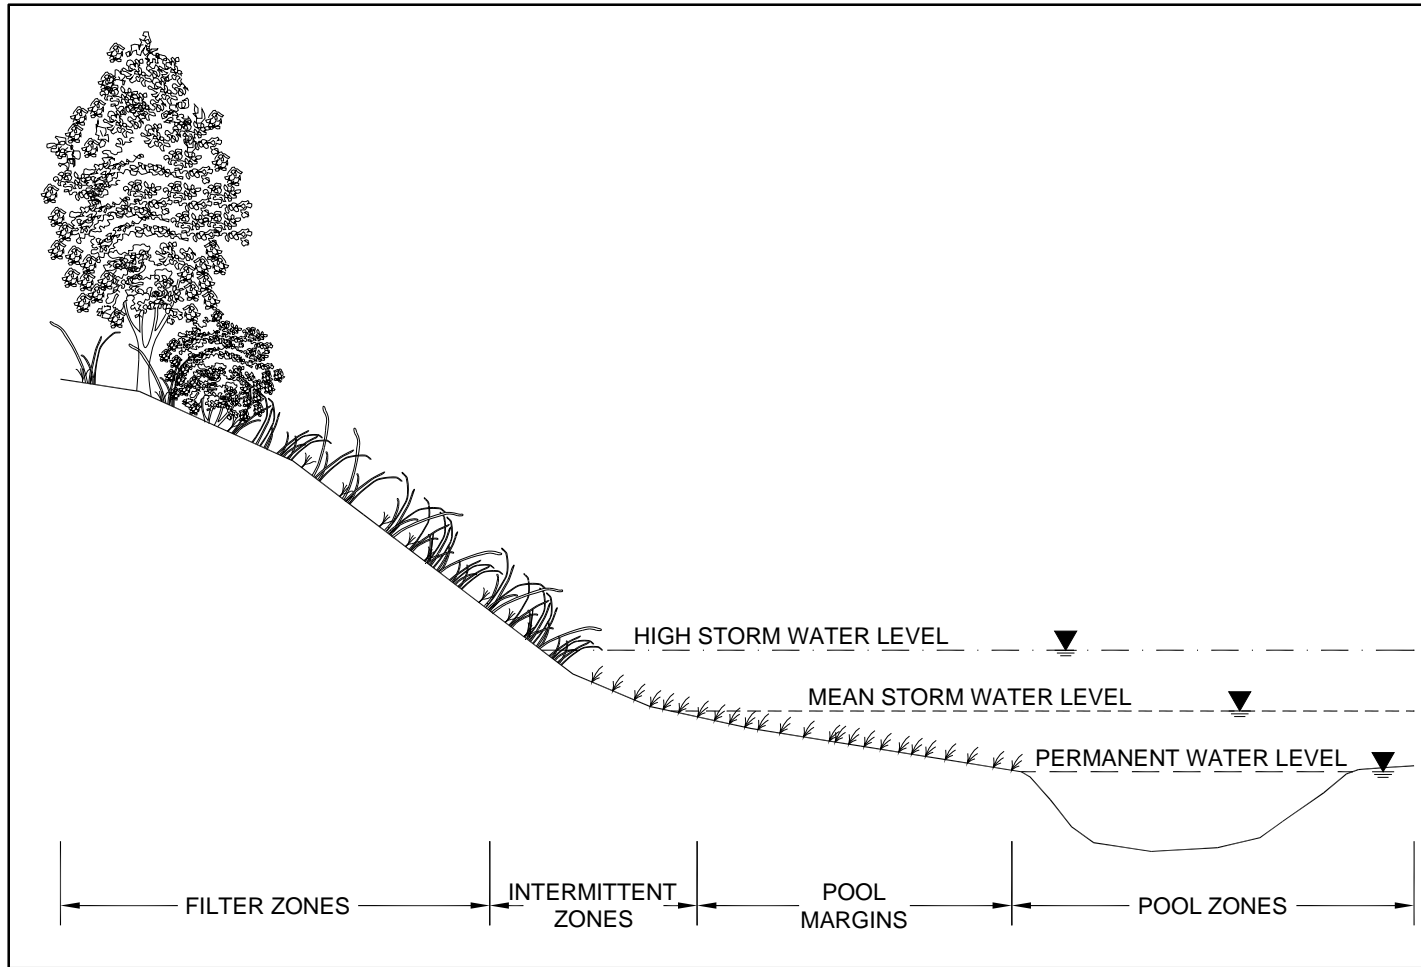 HIGH STORM WATER LEVEL
MEAN STORM WATER LEVEL
PERMANENT WATER LEVEL
FILTER ZONES
INTERMITTENT
ZONES
POOL
MARGINS
POOL ZONES